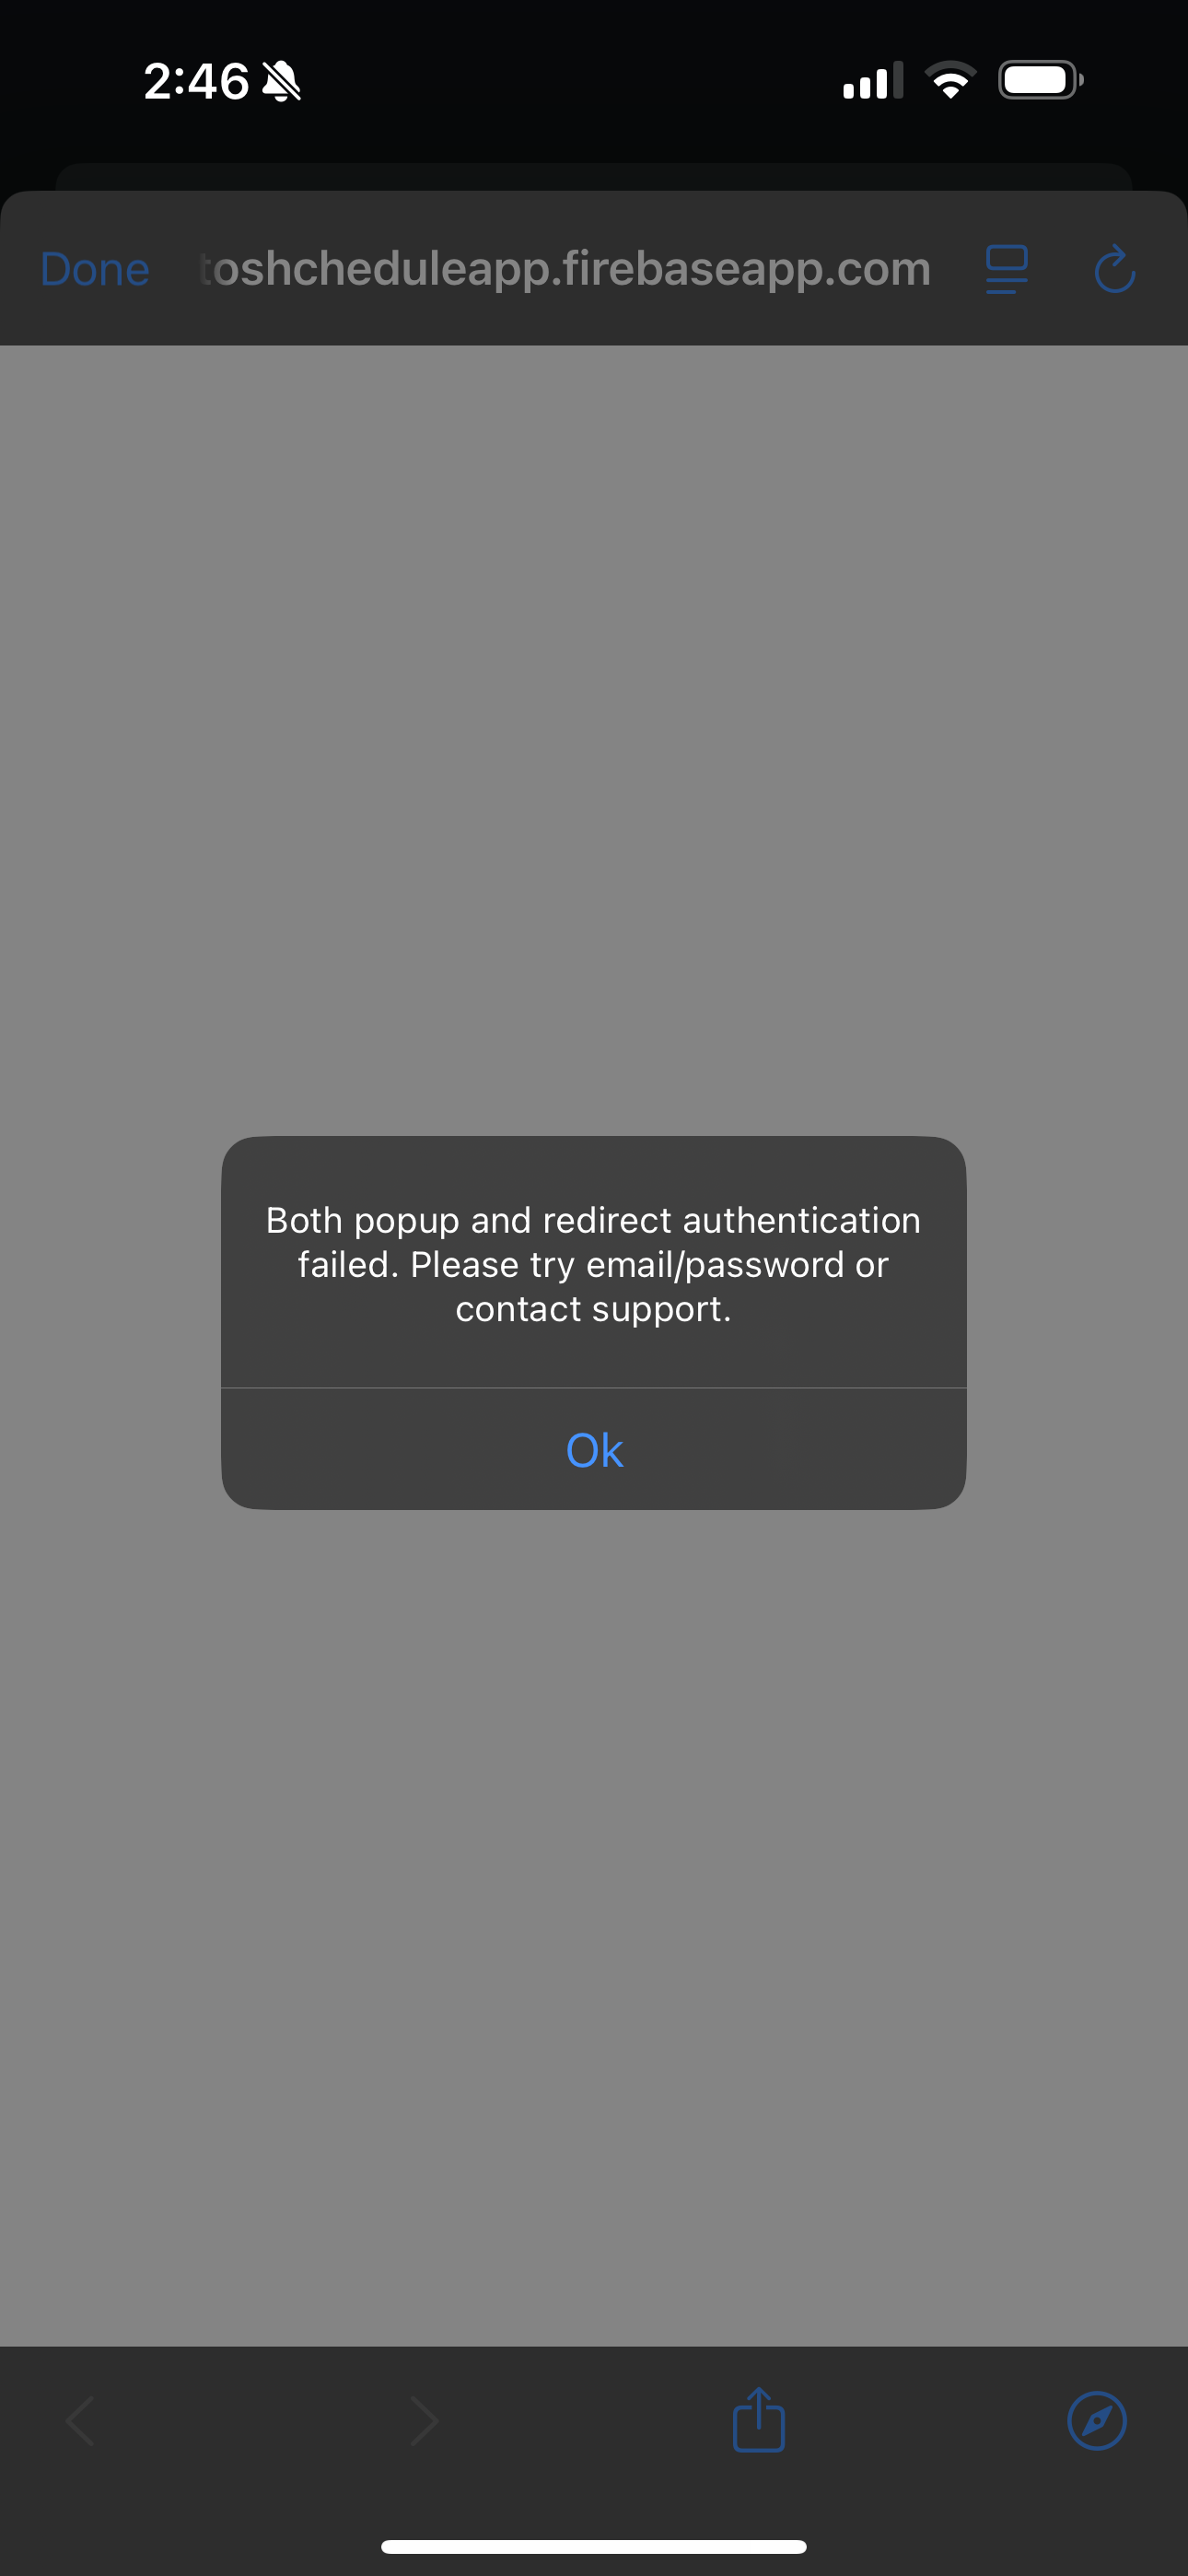 2:46
Done toshcheduleapp.firebaseapp.com
Both popup and redirect authentication
failed. Please try email/password or
contact support.
Ok